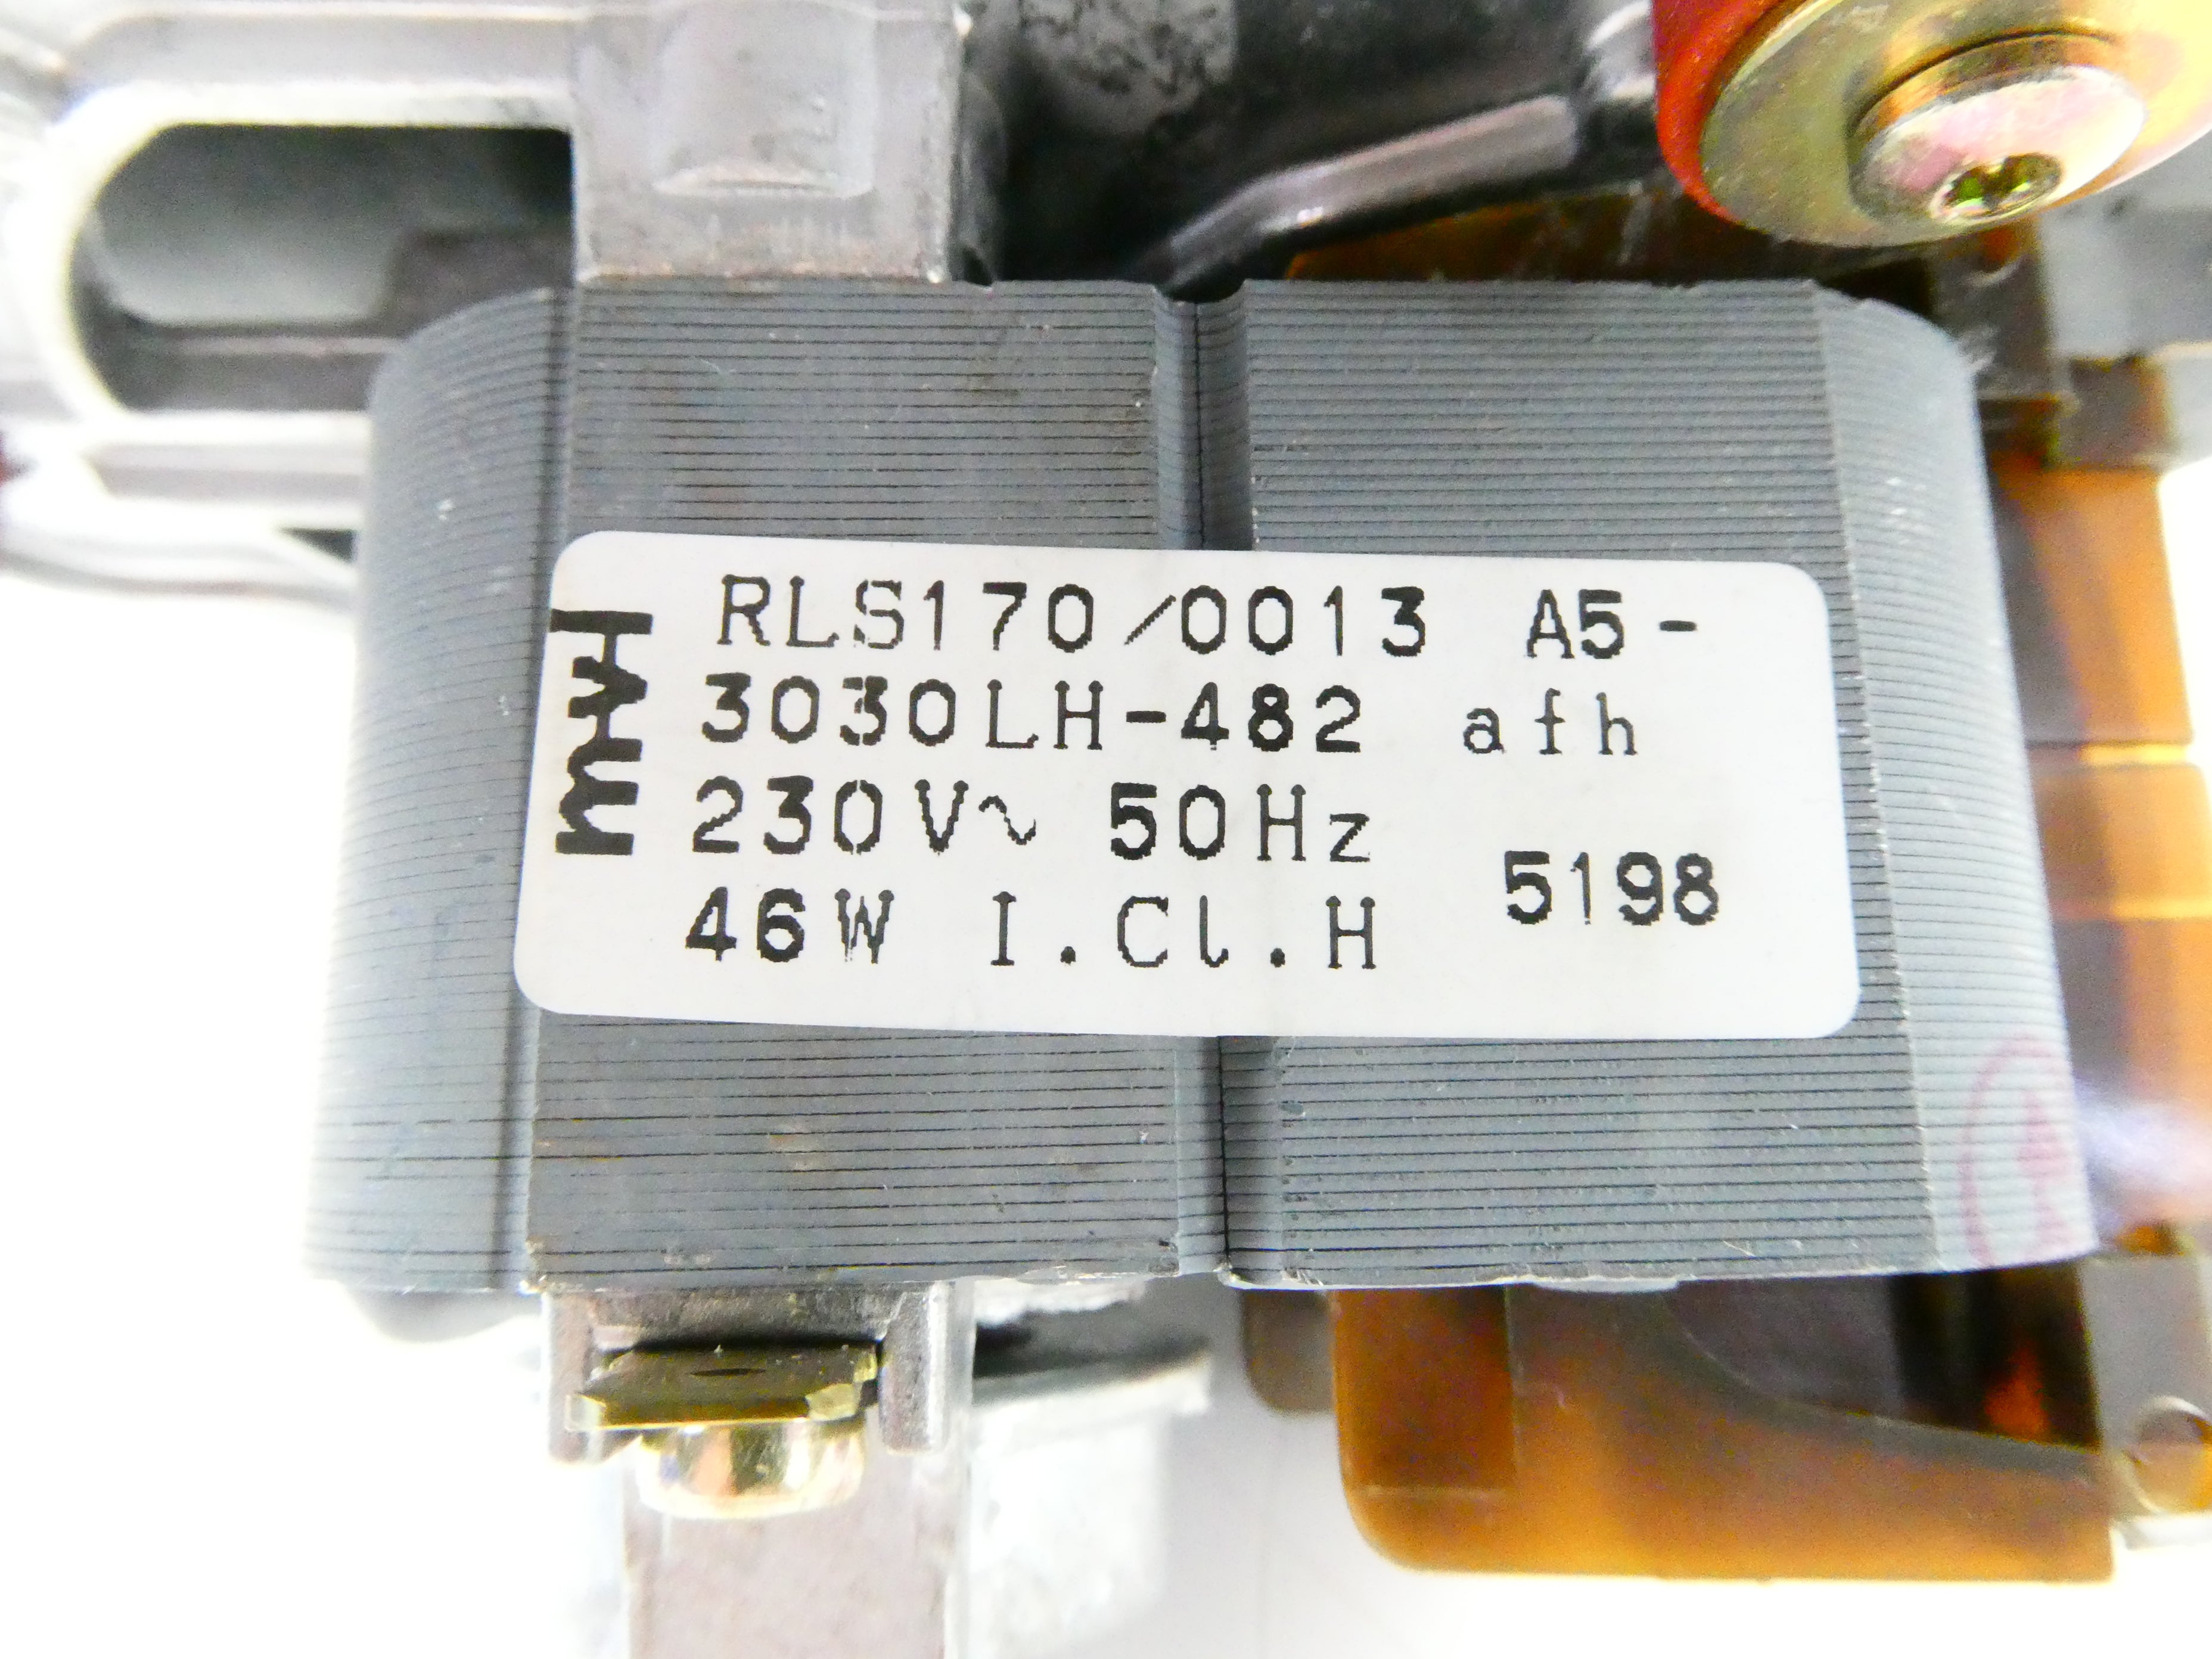 RLS170/0013 A5-
3030LH-482 afh
230V~ 50Hz
46W I.Cl.H 5198